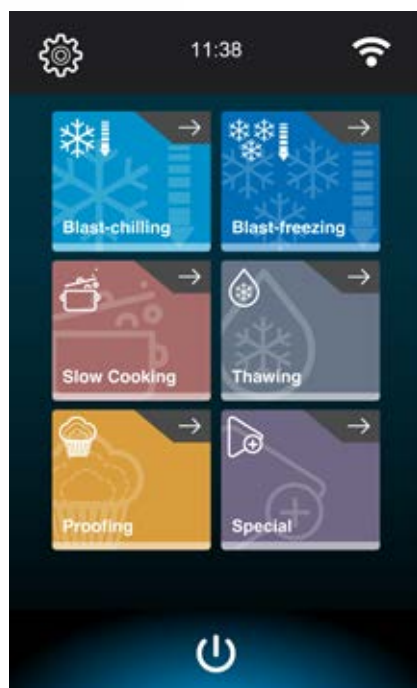 11:38
Blast-chilling
Blast-freezing
Slow Cooking
Thawing
Proofing
Special